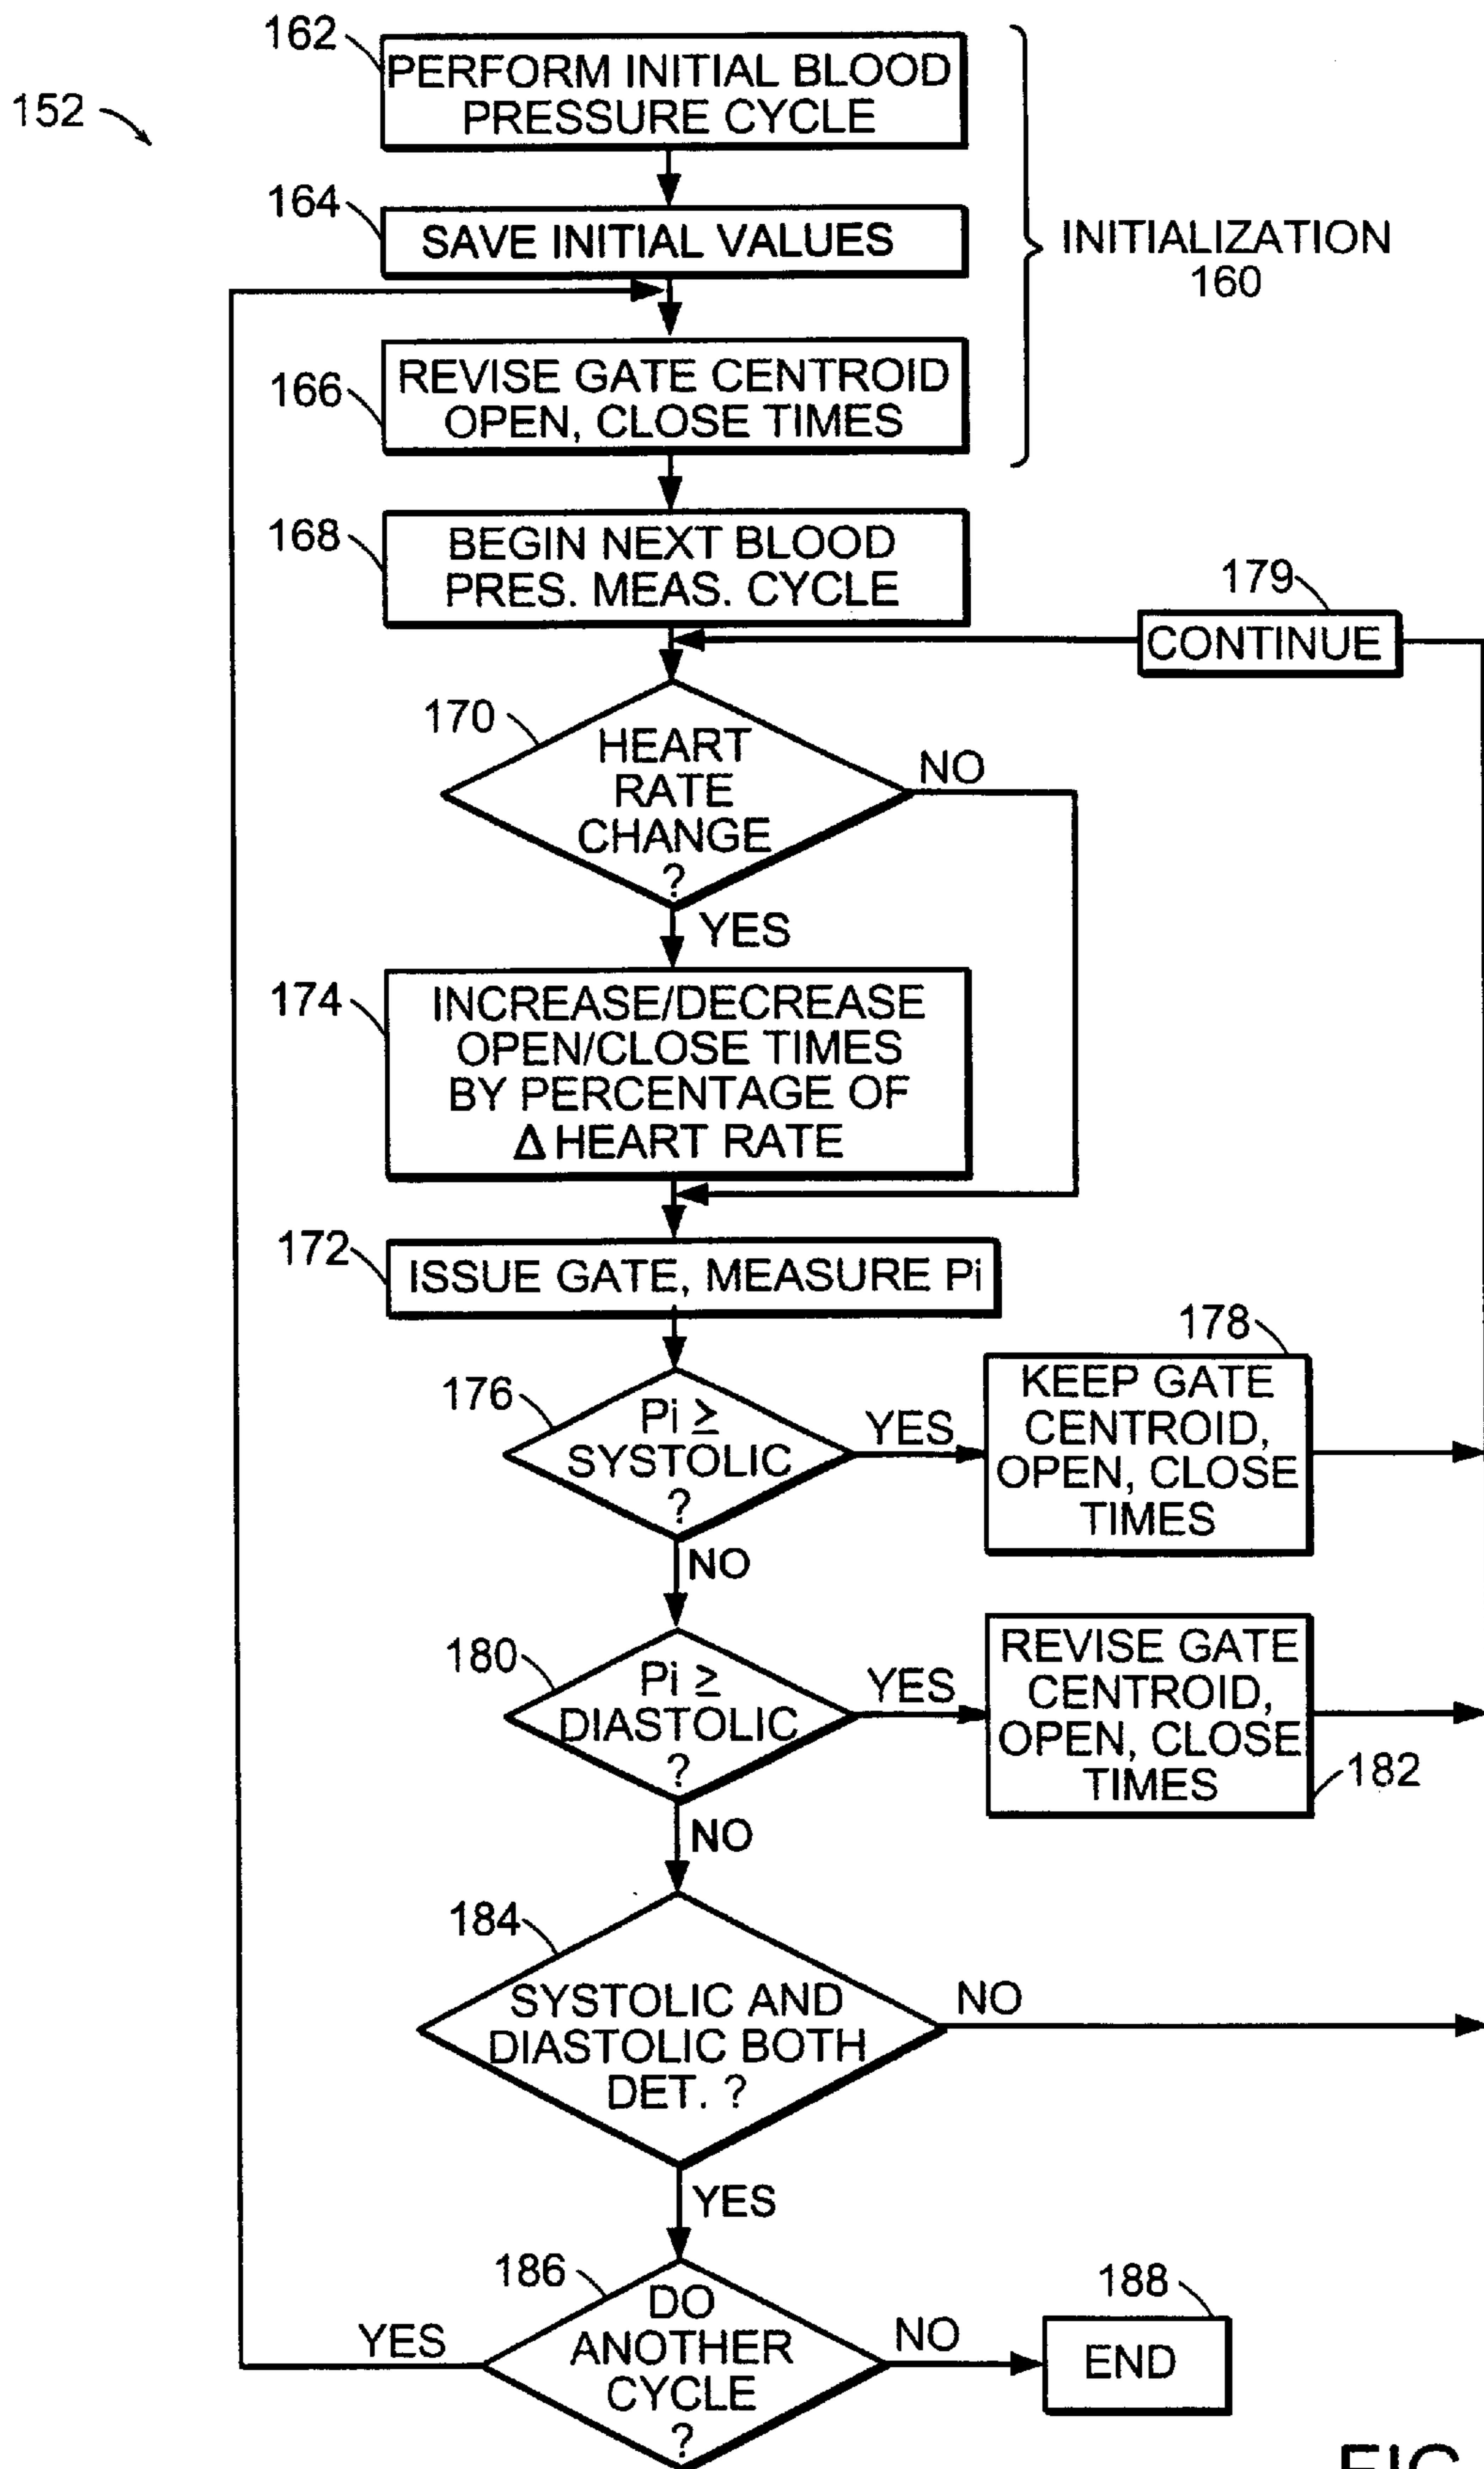 162
PERFORM INITIAL BLOOD
PRESSURE CYCLE
152
164
SAVE INITIAL VALUES
INITIALIZATION
160
166
REVISE GATE CENTROID
OPEN, CLOSE TIMES
168
BEGIN NEXT BLOOD
PRES. MEAS. CYCLE
179
CONTINUE
170
HEART
RATE
CHANGE
?
NO
YES
174
INCREASE/DECREASE
OPEN/CLOSE TIMES
BY PERCENTAGE OF
Δ HEART RATE
172
ISSUE GATE, MEASURE Pi
176
Pi ≥
SYSTOLIC
?
YES
178
KEEP GATE
CENTROID,
OPEN, CLOSE
TIMES
NO
180
Pi ≥
DIASTOLIC
?
YES
REVISE GATE
CENTROID,
OPEN, CLOSE
TIMES
182
NO
184
SYSTOLIC AND
DIASTOLIC BOTH
DET. ?
NO
YES
186
DO
ANOTHER
CYCLE
?
YES
NO
188
END
FIG